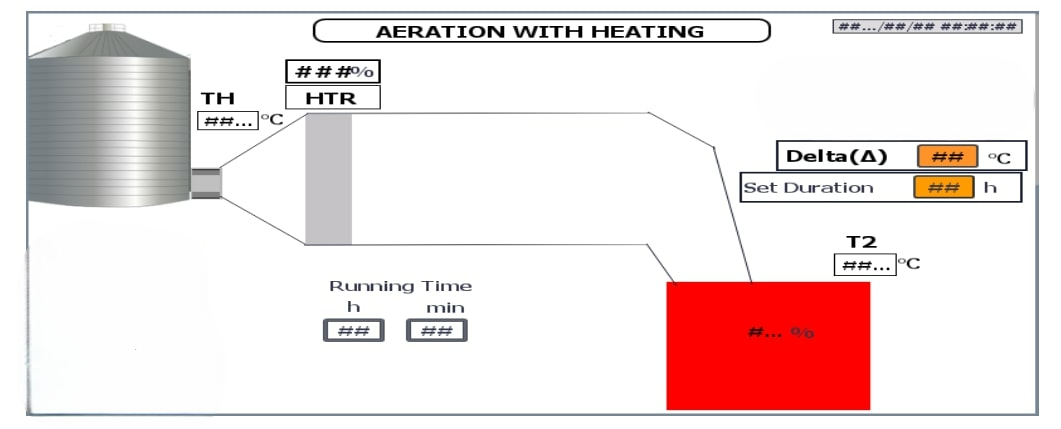 AERATION WITH HEATING
##.../##/## ##:##:##
###%
HTR
TH
##... °C
Delta(Δ) ## °C
Set Duration ## h
T2
##... °C
Running Time
h min
## ##
#... %